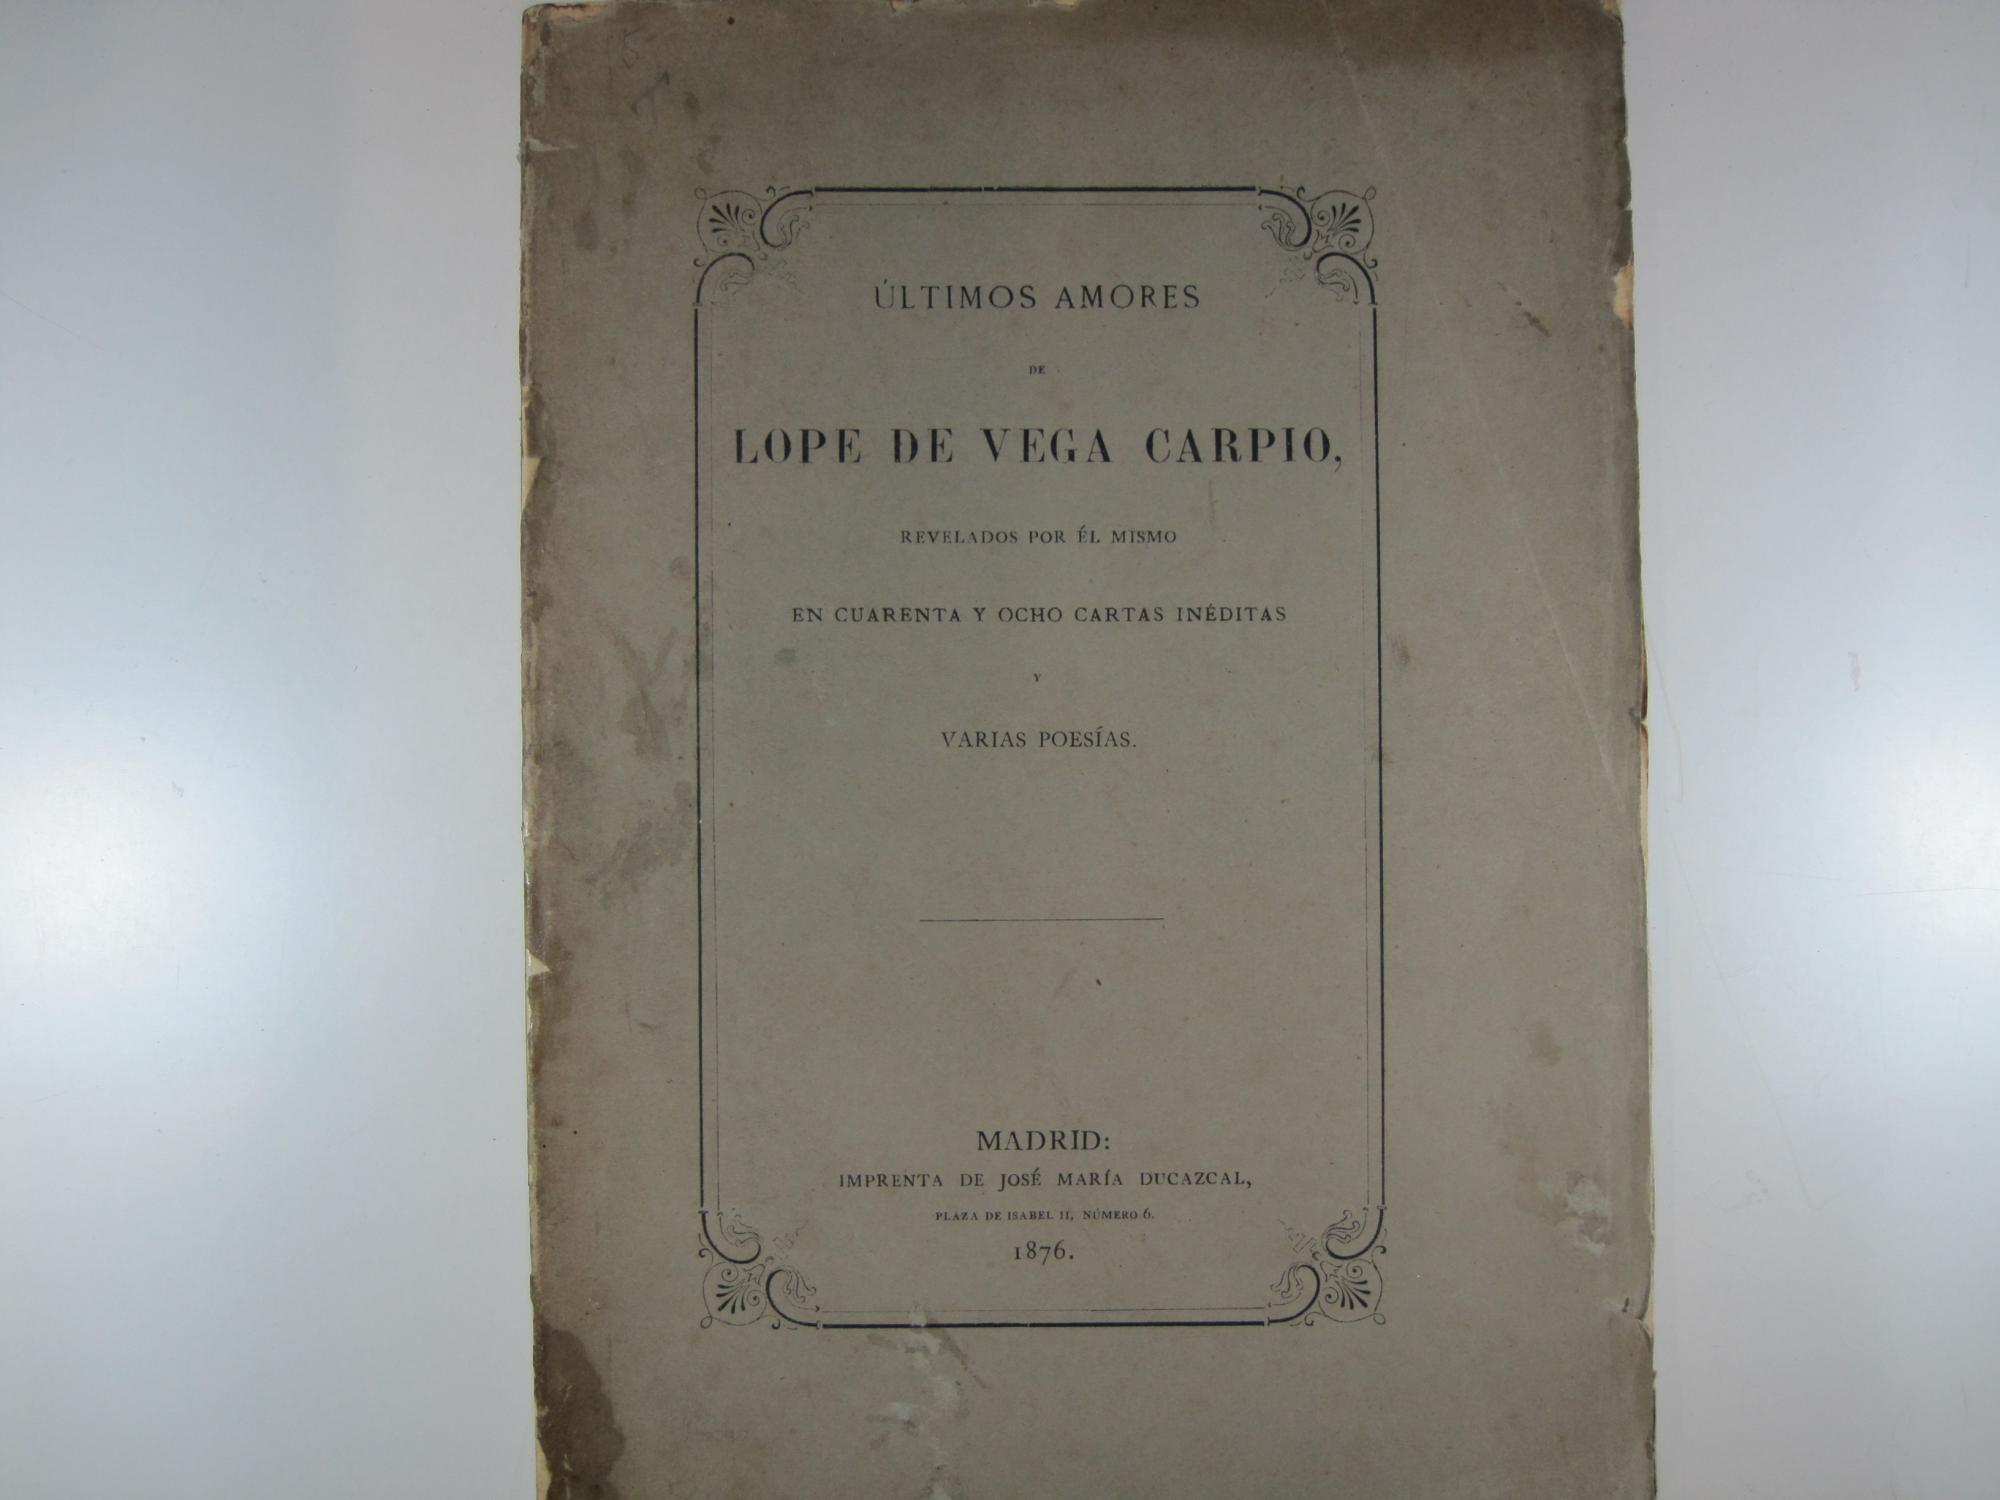 ÚLTIMOS AMORES
DE
LOPE DE VEGA CARPIO,
REVELADOS POR ÉL MISMO
EN CUARENTA Y OCHO CARTAS INÉDITAS
Y
VARIAS POESÍAS.
MADRID:
IMPRENTA DE JOSÉ MARÍA DUCAZCAL,
PLAZA DE ISABEL II, NÚMERO 6.
1876.